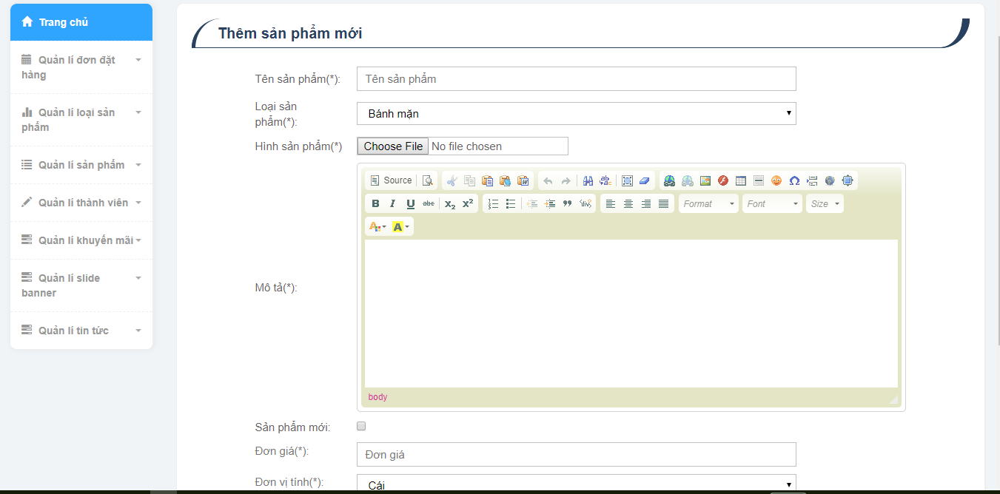 Trang chủ
Quản lí đơn đặt
hàng
Quản lí loại sản
phẩm
Quản lí sản phẩm
Quản lí thành viên
Quản lí khuyến mãi
Quản lí slide
banner
Quản lí tin tức
Thêm sản phẩm mới
Tên sản phẩm(*): Tên sản phẩm
Loại sản
phẩm(*): Bánh mặn
Hình sản phẩm(*) Choose File No file chosen
Source
B I U abc x₂ x² Format Font Size
A A
Mô tả(*):
body
Sản phẩm mới:
Đơn giá(*): Đơn giá
Đơn vị tính(*): Cái